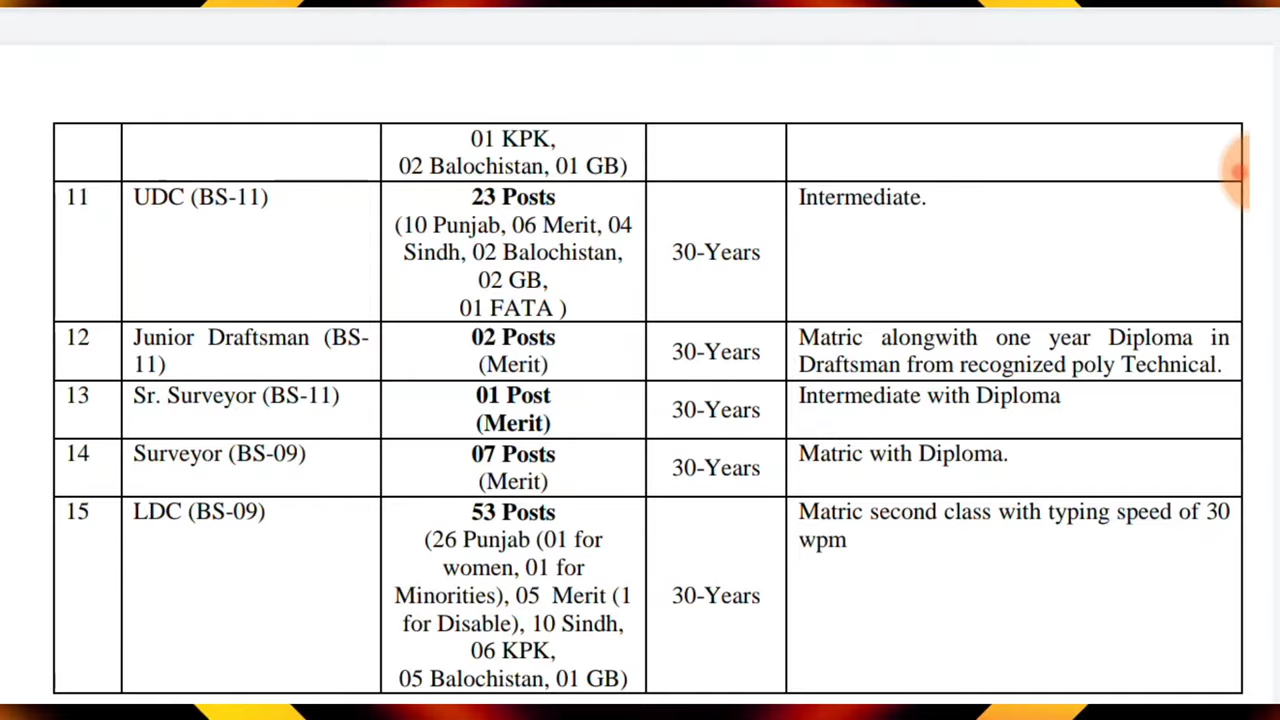 01 KPK,
02 Balochistan, 01 GB)
11 UDC (BS-11) 23 Posts Intermediate.
(10 Punjab, 06 Merit, 04
Sindh, 02 Balochistan, 30-Years
02 GB,
01 FATA )
12 Junior Draftsman (BS- 02 Posts Matric alongwith one year Diploma in
11) (Merit) 30-Years Draftsman from recognized poly Technical.
13 Sr. Surveyor (BS-11) 01 Post 30-Years Intermediate with Diploma
(Merit)
14 Surveyor (BS-09) 07 Posts 30-Years Matric with Diploma.
(Merit)
15 LDC (BS-09) 53 Posts Matric second class with typing speed of 30
(26 Punjab (01 for wpm
women, 01 for
Minorities), 05 Merit (1 30-Years
for Disable), 10 Sindh,
06 KPK,
05 Balochistan, 01 GB)